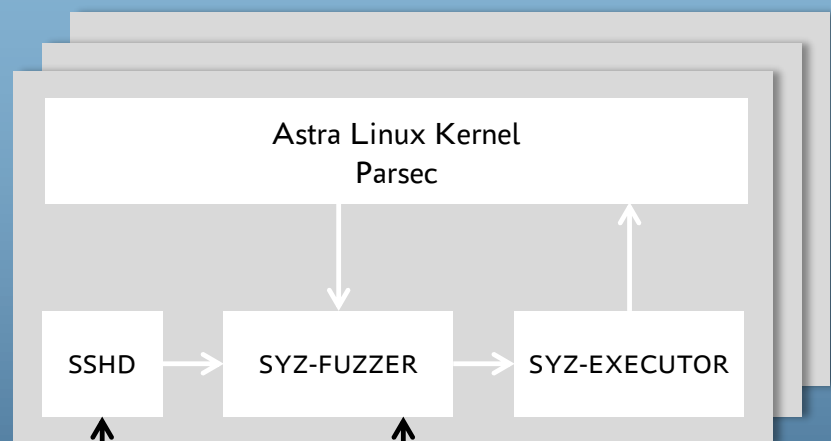 Astra Linux Kernel
Parsec
SSHD
SYZ-FUZZER
SYZ-EXECUTOR